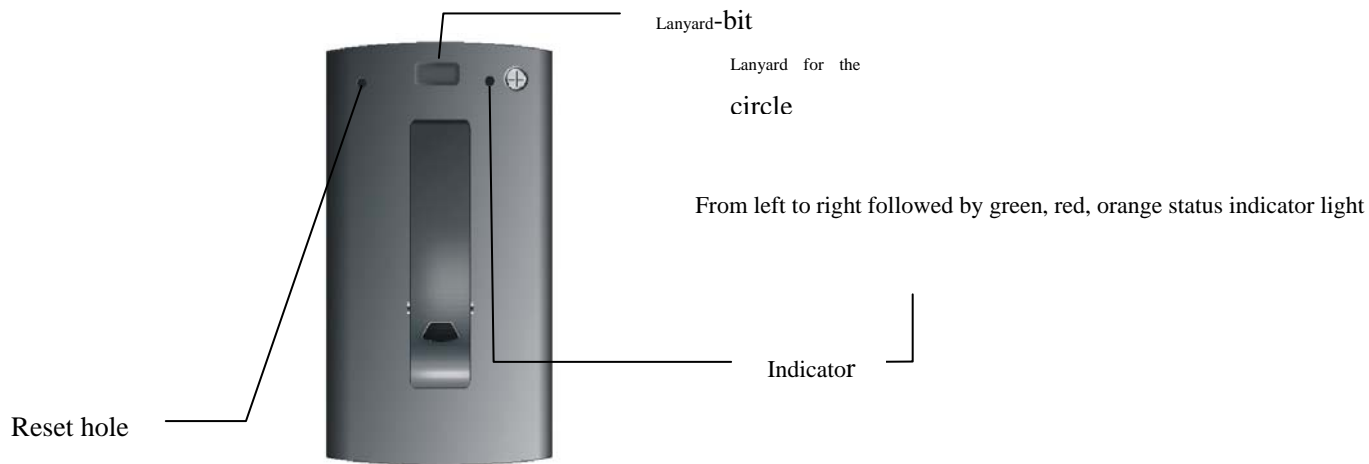 Lanyard-bit
Lanyard for the
circle
From left to right followed by green, red, orange status indicator light
Indicator
Reset hole